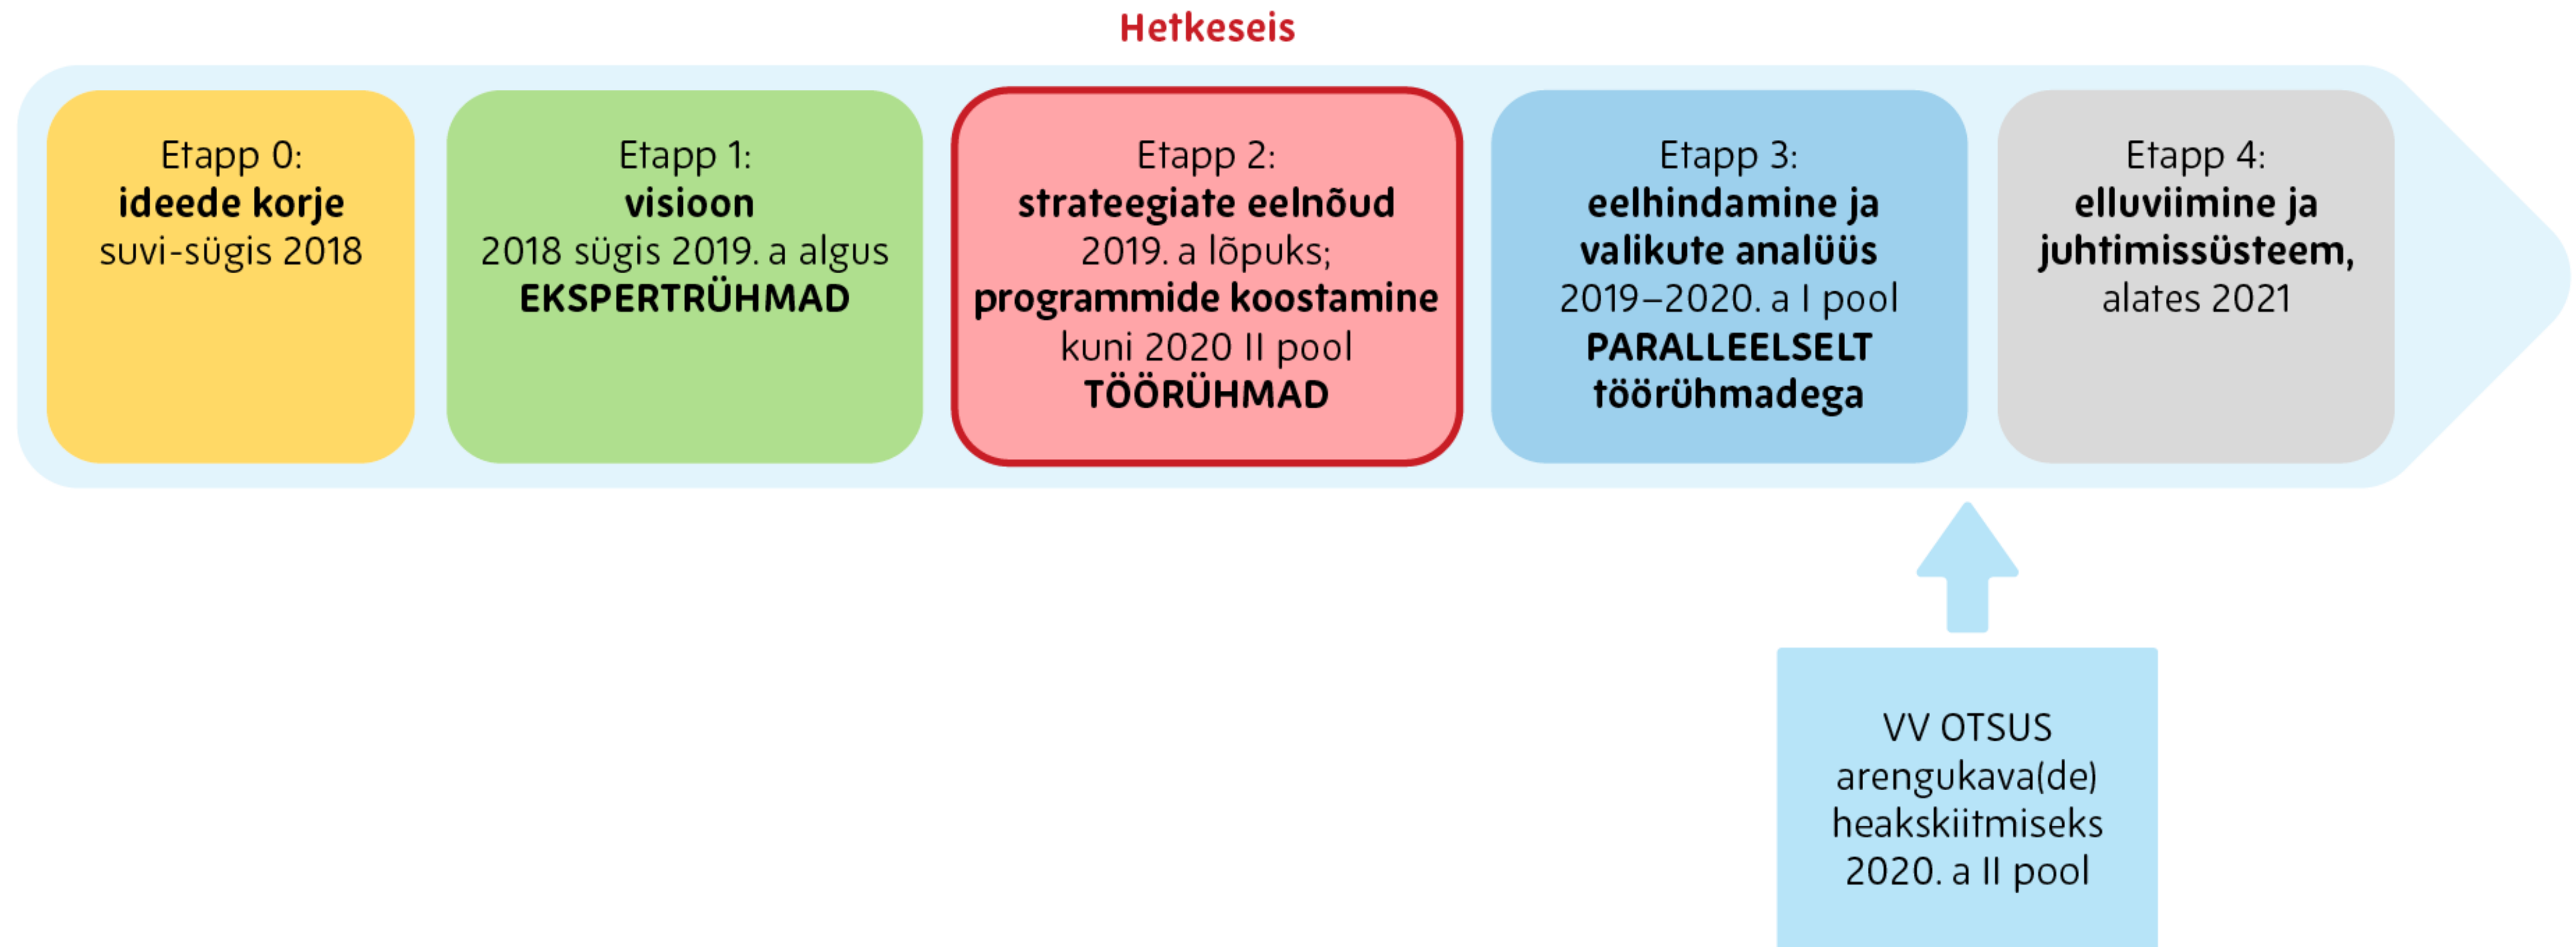 Hetkeseis
Etapp 0:
ideede korje
suvi-sügis 2018
Etapp 1:
visioon
2018 sügis 2019. a algus
EKSPERTRÜHMAD
Etapp 2:
strateegiate eelnõud
2019. a lõpuks;
programmide koostamine
kuni 2020 II pool
TÖÖRÜHMAD
Etapp 3:
eelhindamine ja
valikute analüüs
2019–2020. a I pool
PARALLEELSELT
töörühmadega
Etapp 4:
elluviimine ja
juhtimissüsteem,
alates 2021
VV OTSUS
arengukava(de)
heakskiitmiseks
2020. a II pool